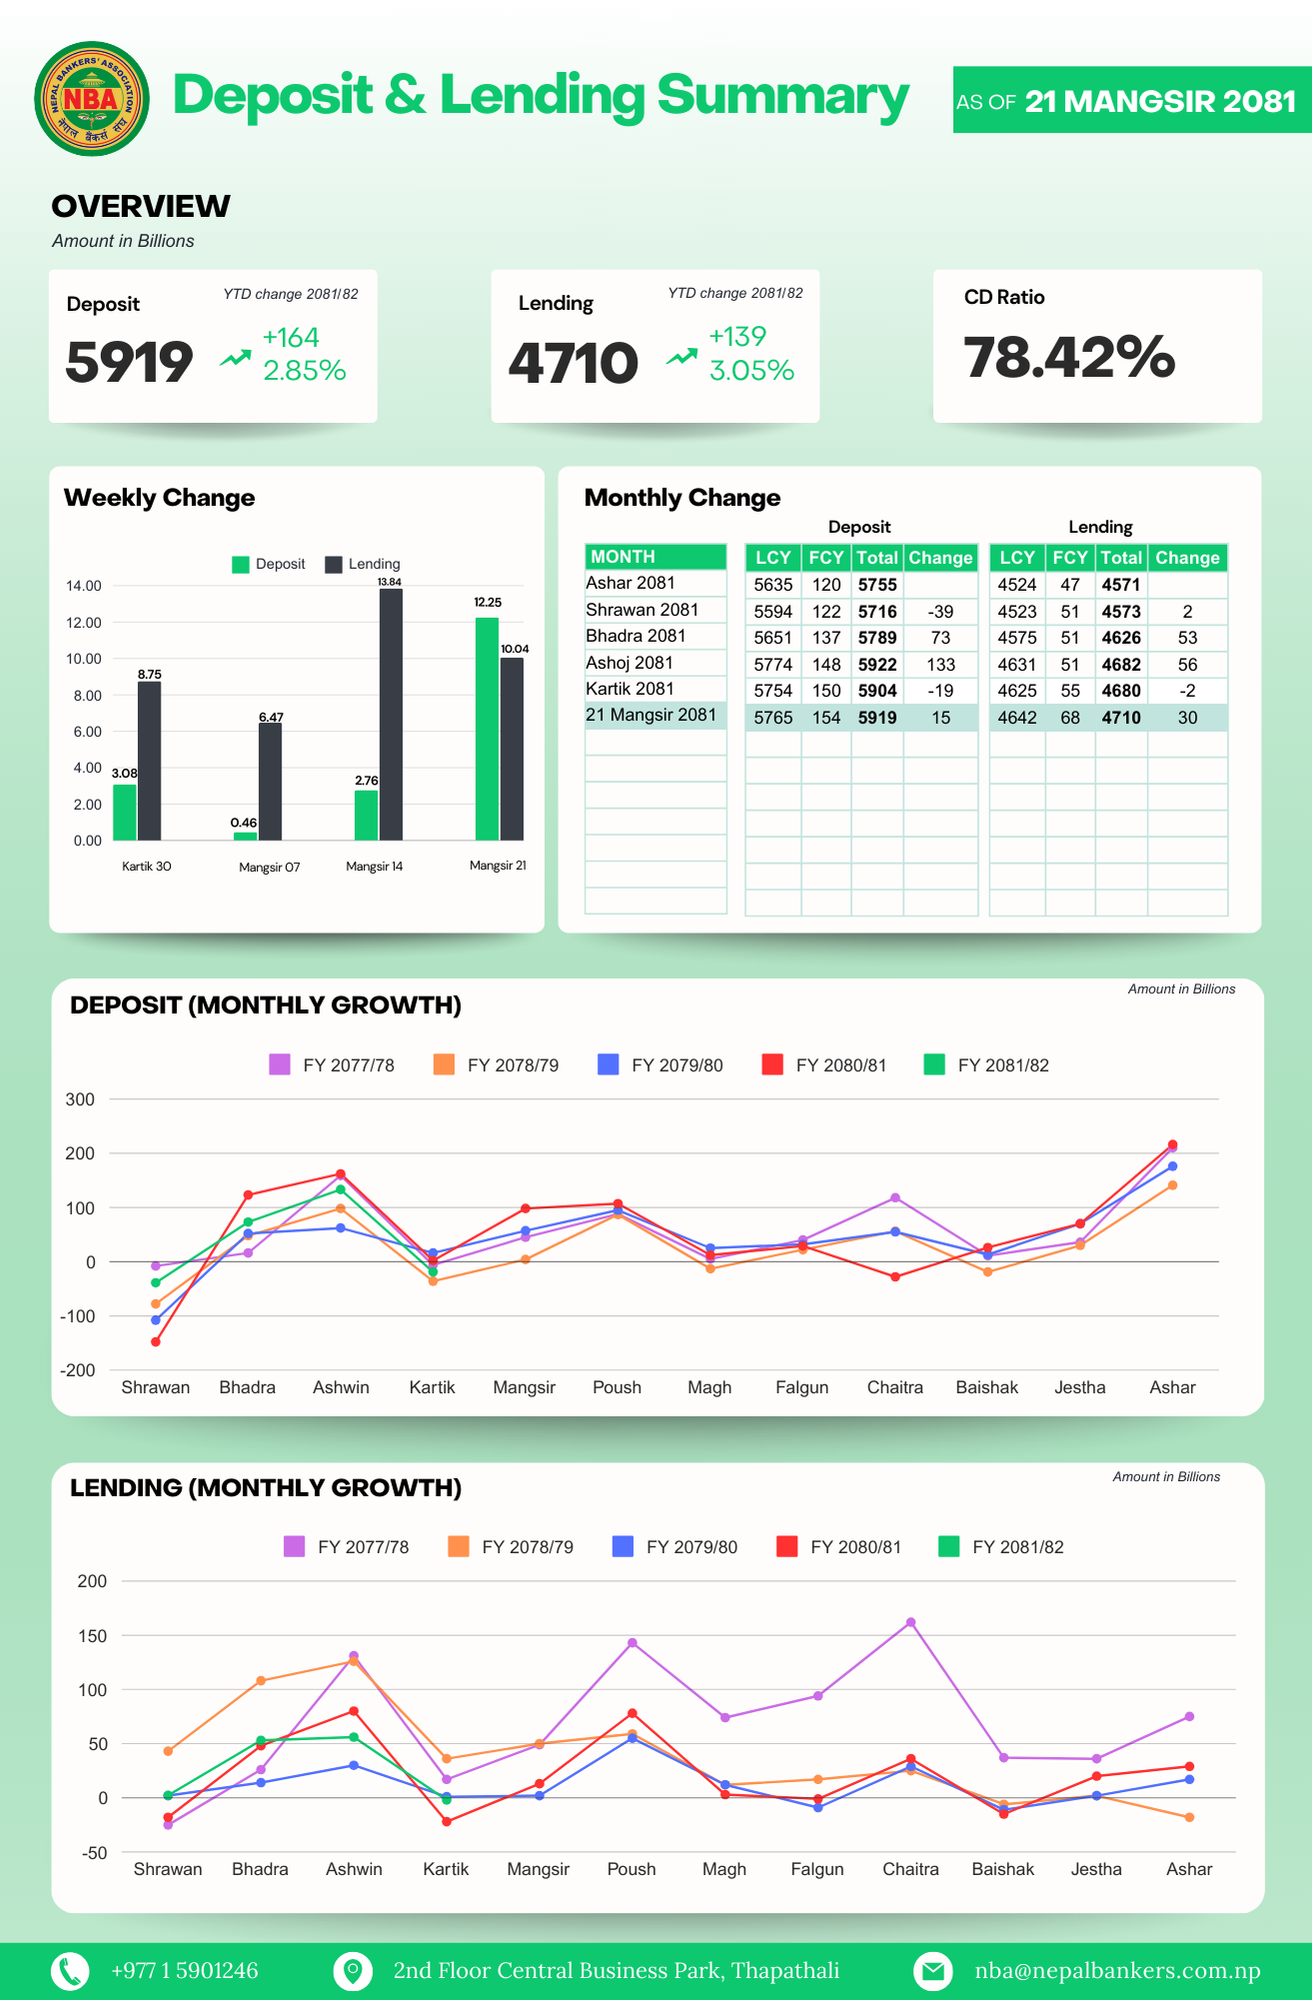 NEPAL BANKERS' ASSOCIATION
NBA
नेपाल बैंकर्स संघ
Deposit & Lending Summary
AS OF 21 MANGSIR 2081
OVERVIEW
Amount in Billions
Deposit
YTD change 2081/82
5919
+164
2.85%
Lending
YTD change 2081/82
4710
+139
3.05%
CD Ratio
78.42%
Weekly Change
Deposit Lending
14.00
12.00
10.00
8.00
6.00
4.00
2.00
0.00
3.08 8.75
0.46 6.47
2.76 13.84
12.25 10.04
Kartik 30 Mangsir 07 Mangsir 14 Mangsir 21
Monthly Change
Deposit Lending
MONTH LCY FCY Total Change LCY FCY Total Change
Ashar 2081 5635 120 5755 4524 47 4571
Shrawan 2081 5594 122 5716 -39 4523 51 4573 2
Bhadra 2081 5651 137 5789 73 4575 51 4626 53
Ashoj 2081 5774 148 5922 133 4631 51 4682 56
Kartik 2081 5754 150 5904 -19 4625 55 4680 -2
21 Mangsir 2081 5765 154 5919 15 4642 68 4710 30
DEPOSIT (MONTHLY GROWTH)
Amount in Billions
FY 2077/78 FY 2078/79 FY 2079/80 FY 2080/81 FY 2081/82
300
200
100
0
-100
-200
Shrawan Bhadra Ashwin Kartik Mangsir Poush Magh Falgun Chaitra Baishak Jestha Ashar
LENDING (MONTHLY GROWTH)
Amount in Billions
FY 2077/78 FY 2078/79 FY 2079/80 FY 2080/81 FY 2081/82
200
150
100
50
0
-50
Shrawan Bhadra Ashwin Kartik Mangsir Poush Magh Falgun Chaitra Baishak Jestha Ashar
+977 1 5901246
2nd Floor Central Business Park, Thapathali
nba@nepalbankers.com.np